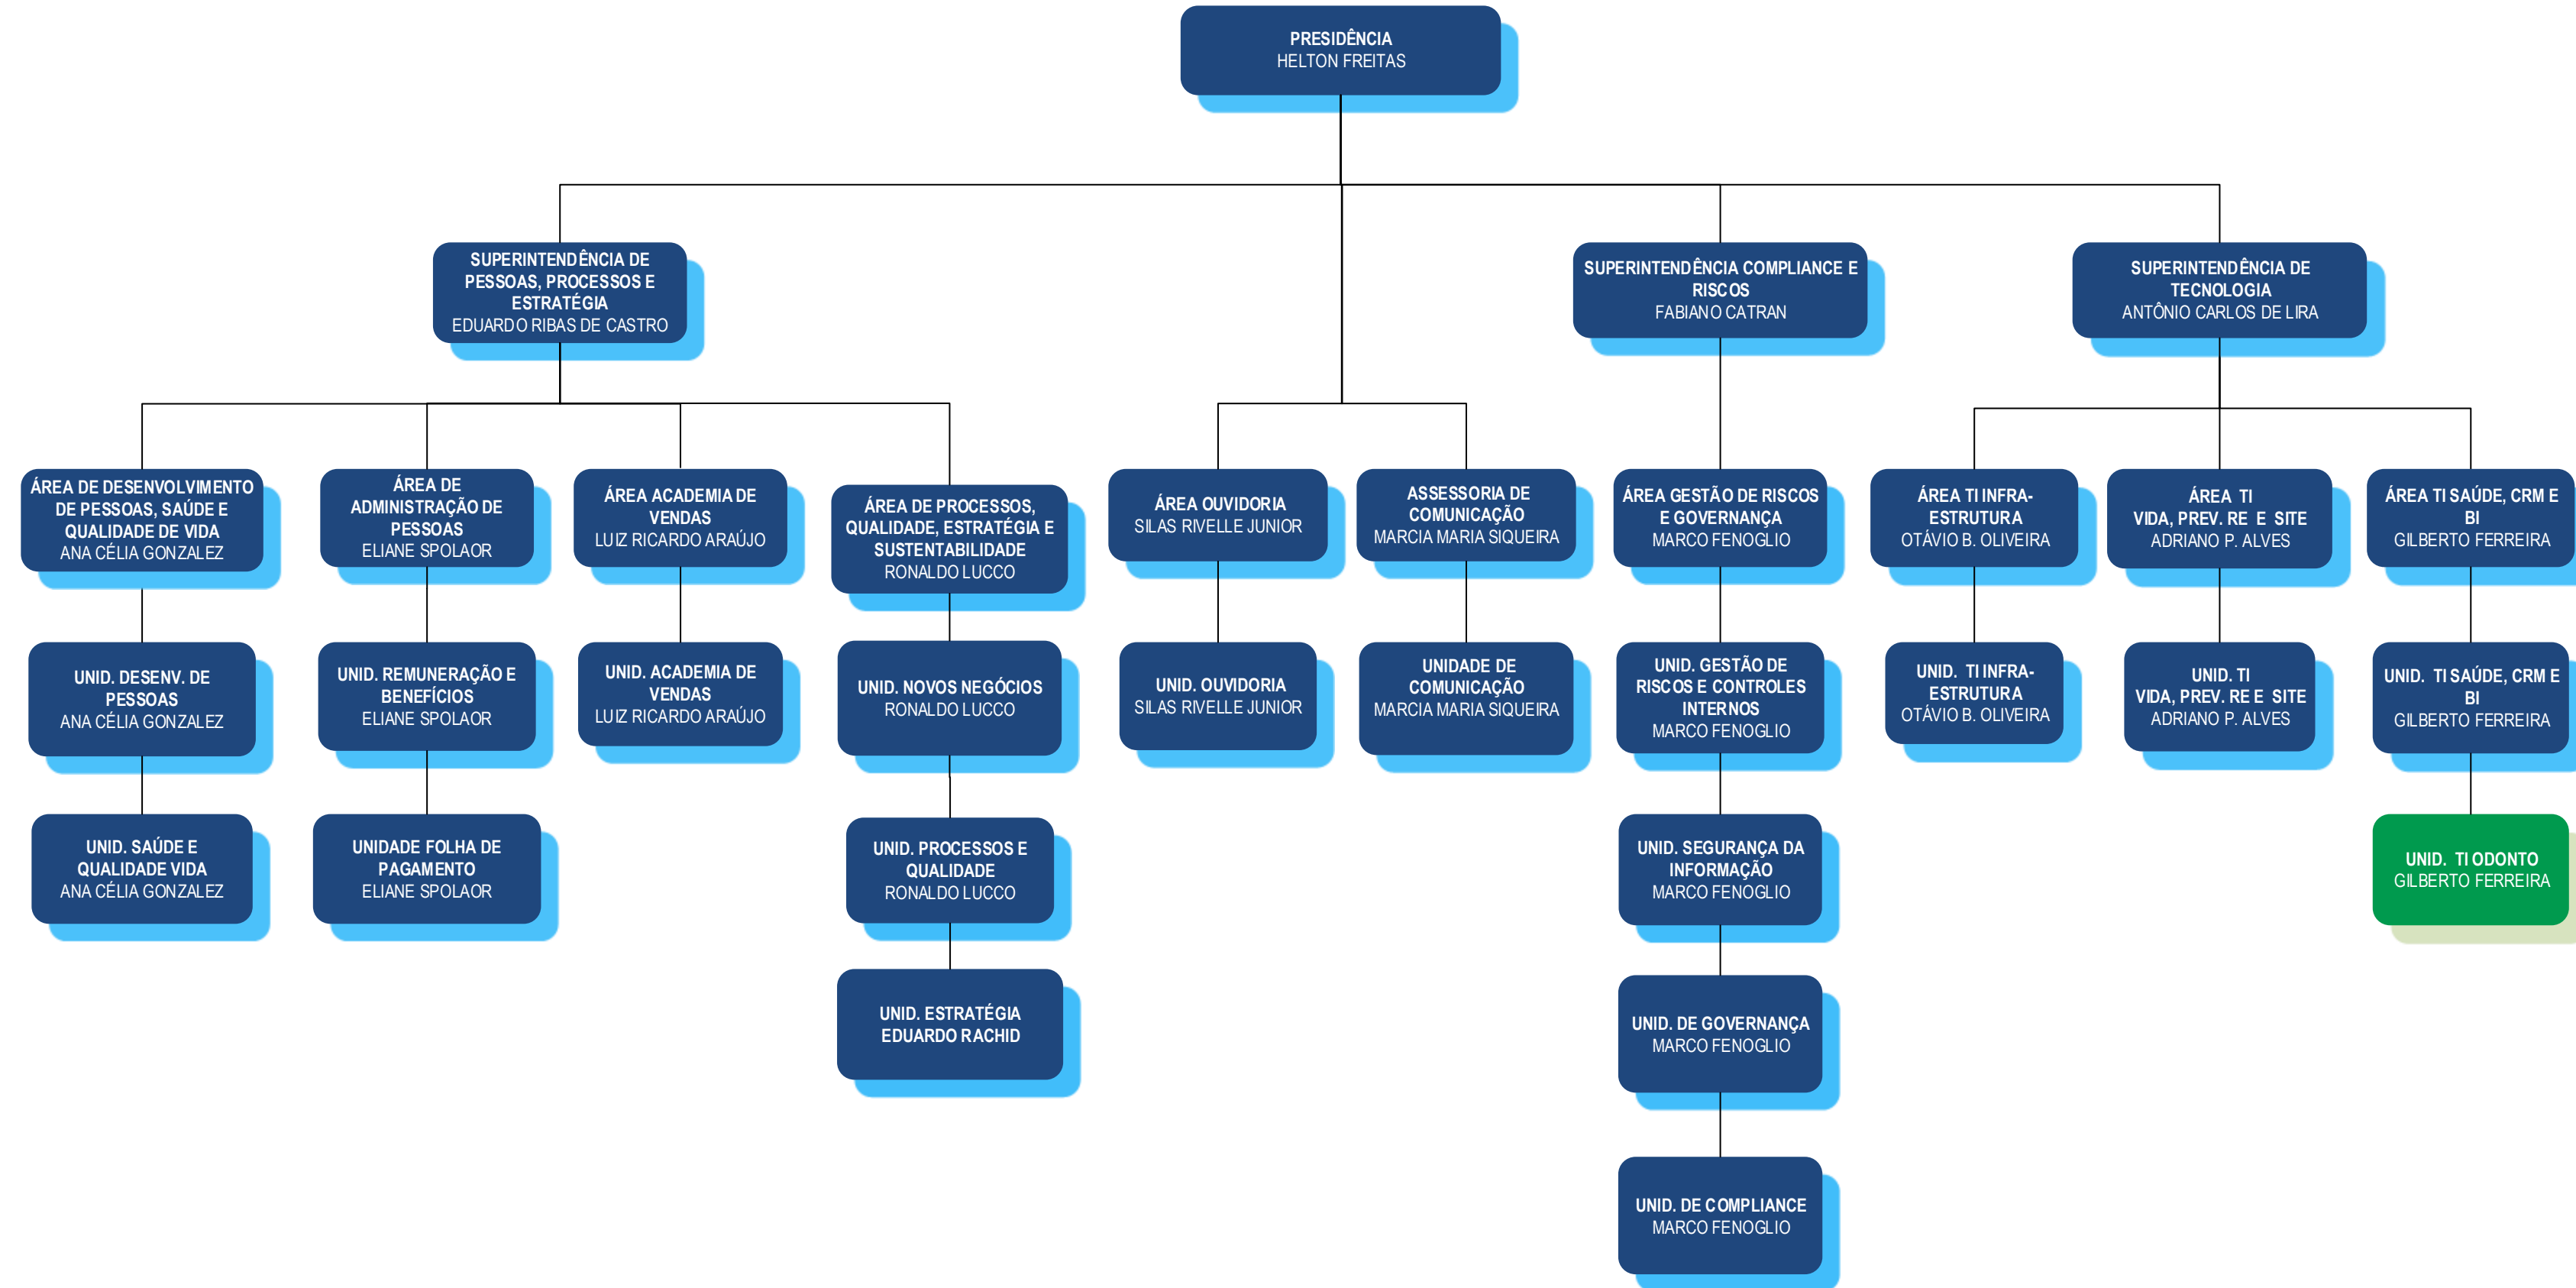 PRESIDÊNCIA
HELTON FREITAS
SUPERINTENDÊNCIA DE
PESSOAS, PROCESSOS E
ESTRATÉGIA
EDUARDO RIBAS DE CASTRO
SUPERINTENDÊNCIA COMPLIANCE E
RISCOS
FABIANO CATRAN
SUPERINTENDÊNCIA DE
TECNOLOGIA
ANTÔNIO CARLOS DE LIRA
ÁREA DE DESENVOLVIMENTO
DE PESSOAS, SAÚDE E
QUALIDADE DE VIDA
ANA CÉLIA GONZALEZ
ÁREA DE
ADMINISTRAÇÃO DE
PESSOAS
ELIANE SPOLAOR
ÁREA ACADEMIA DE
VENDAS
LUIZ RICARDO ARAÚJO
ÁREA DE PROCESSOS,
QUALIDADE, ESTRATÉGIA E
SUSTENTABILIDADE
RONALDO LUCCO
ÁREA OUVIDORIA
SILAS RIVELLE JUNIOR
ASSESSORIA DE
COMUNICAÇÃO
MARCIA MARIA SIQUEIRA
ÁREA GESTÃO DE RISCOS
E GOVERNANÇA
MARCO FENOGLIO
ÁREA TI INFRA-
ESTRUTURA
OTÁVIO B. OLIVEIRA
ÁREA TI
VIDA, PREV. RE E SITE
ADRIANO P. ALVES
ÁREA TI SAÚDE, CRM E
BI
GILBERTO FERREIRA
UNID. DESENV. DE
PESSOAS
ANA CÉLIA GONZALEZ
UNID. REMUNERAÇÃO E
BENEFÍCIOS
ELIANE SPOLAOR
UNID. ACADEMIA DE
VENDAS
LUIZ RICARDO ARAÚJO
UNID. NOVOS NEGÓCIOS
RONALDO LUCCO
UNID. OUVIDORIA
SILAS RIVELLE JUNIOR
UNIDADE DE
COMUNICAÇÃO
MARCIA MARIA SIQUEIRA
UNID. GESTÃO DE
RISCOS E CONTROLES
INTERNOS
MARCO FENOGLIO
UNID. TI INFRA-
ESTRUTURA
OTÁVIO B. OLIVEIRA
UNID. TI
VIDA, PREV. RE E SITE
ADRIANO P. ALVES
UNID. TI SAÚDE, CRM E
BI
GILBERTO FERREIRA
UNID. SAÚDE E
QUALIDADE VIDA
ANA CÉLIA GONZALEZ
UNIDADE FOLHA DE
PAGAMENTO
ELIANE SPOLAOR
UNID. PROCESSOS E
QUALIDADE
RONALDO LUCCO
UNID. SEGURANÇA DA
INFORMAÇÃO
MARCO FENOGLIO
UNID. TI ODONTO
GILBERTO FERREIRA
UNID. ESTRATÉGIA
EDUARDO RACHID
UNID. DE GOVERNANÇA
MARCO FENOGLIO
UNID. DE COMPLIANCE
MARCO FENOGLIO